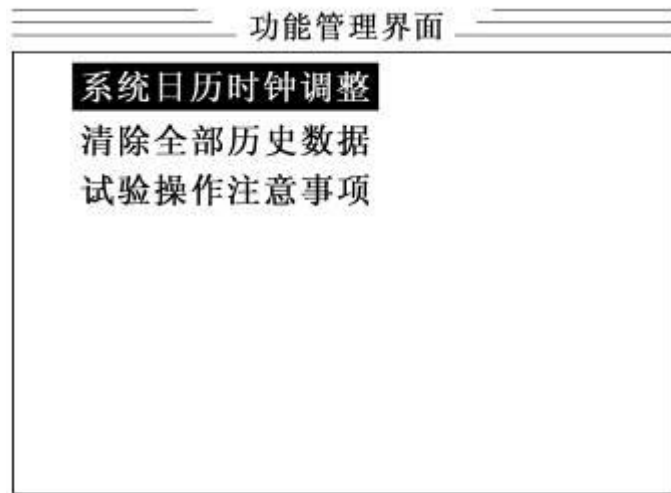 功能管理界面
系统日历时钟调整
清除全部历史数据
试验操作注意事项